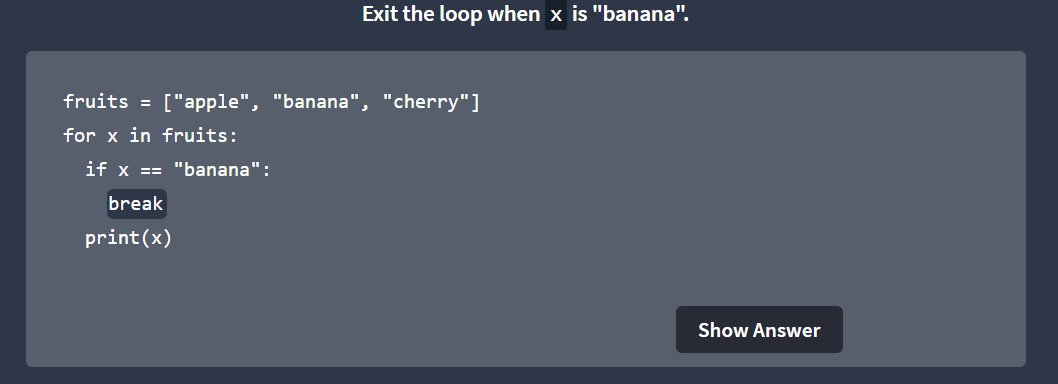 Exit the loop when x is "banana".
fruits = ["apple", "banana", "cherry"]
for x in fruits:
  if x == "banana":
    break
  print(x)
Show Answer